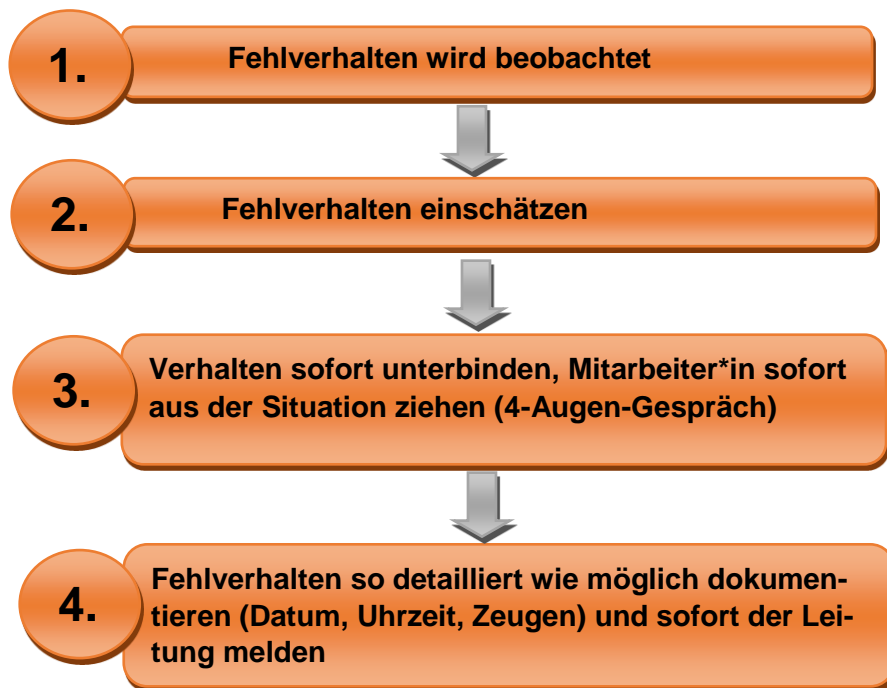 1.
Fehlverhalten wird beobachtet
2.
Fehlverhalten einschätzen
3.
Verhalten sofort unterbinden, Mitarbeiter*in sofort
aus der Situation ziehen (4-Augen-Gespräch)
4.
Fehlverhalten so detailliert wie möglich dokumen-
tieren (Datum, Uhrzeit, Zeugen) und sofort der Lei-
tung melden